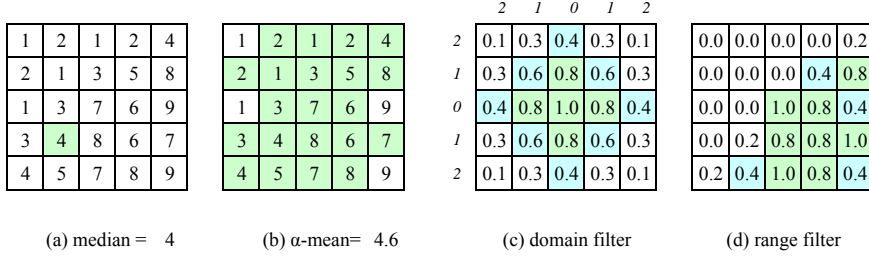 2 1 0 1 2
1 2 1 2 4 1 2 1 2 4 2 0.1 0.3 0.4 0.3 0.1 0.0 0.0 0.0 0.0 0.2
2 1 3 5 8 2 1 3 5 8 1 0.3 0.6 0.8 0.6 0.3 0.0 0.0 0.0 0.4 0.8
1 3 7 6 9 1 3 7 6 9 0 0.4 0.8 1.0 0.8 0.4 0.0 0.0 1.0 0.8 0.4
3 4 8 6 7 3 4 8 6 7 1 0.3 0.6 0.8 0.6 0.3 0.0 0.2 0.8 0.8 1.0
4 5 7 8 9 4 5 7 8 9 2 0.1 0.3 0.4 0.3 0.1 0.2 0.4 1.0 0.8 0.4
(a) median = 4 (b) α-mean= 4.6 (c) domain filter (d) range filter